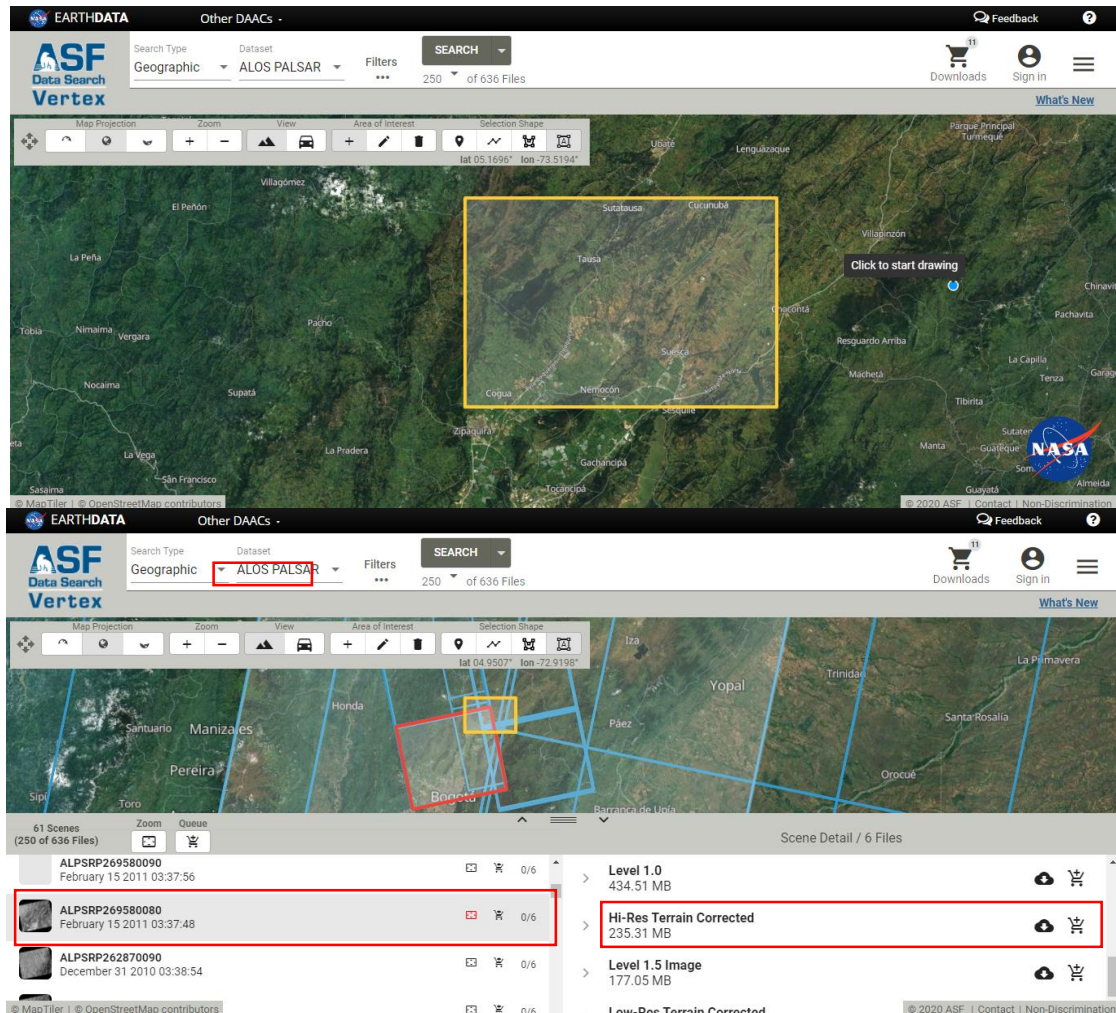 EARTHDATA Other DAACs - Feedback ?
ASF
Data Search
Vertex
Search Type
Geographic
Dataset
ALOS PALSAR
Filters
SEARCH
250 of 636 Files
11
Downloads
Sign in
What's New
Map Projection Zoom View Area of Interest Selection Shape
lat 05.1696° lon -73.5194°
Parque Principal
Turmequé
Ubaté
Lenguazaque
Villagómez
El Peñón
Sutatausa
Cucunubá
Villapinzón
La Peña
Tausa
Click to start drawing
Chinavit
Chocontá
Pachavita
Tobia
Nimaima
Vergara
Pacho
Resguardo Arriba
Suesca
La Capilla
Machetá
Tenza
Garag
Nocaima
Supatá
Cogua
Nemocón
Tibirita
Sesquilé
Zipaquirá
Sutaten
Manta
Guateque
NASA
La Vega
La Pradera
Gachancipá
Som
San Francisco
Sasaima
Tocancipá
Guayatá
Almeida
© MapTiler | © OpenStreetMap contributors
© 2020 ASF | Contact | Non-Discrimination
EARTHDATA Other DAACs - Feedback ?
ASF
Data Search
Vertex
Search Type
Geographic
Dataset
ALOS PALSAR
Filters
SEARCH
250 of 636 Files
11
Downloads
Sign in
What's New
Map Projection Zoom View Area of Interest Selection Shape
lat 04.9507° lon -72.9198°
Iza
La Primavera
Trinidad
Yopal
Honda
Santuario
Manizales
Páez
Santa Rosalia
Pereira
Orocué
Sipí
Toro
Bogotá
Barranca de Upía
61 Scenes
(250 of 636 Files)
Zoom
Queue
Scene Detail / 6 Files
ALPSRP269580090
February 15 2011 03:37:56
0/6
ALPSRP269580080
February 15 2011 03:37:48
0/6
ALPSRP262870090
December 31 2010 03:38:54
0/6
0/6
Level 1.0
434.51 MB
Hi-Res Terrain Corrected
235.31 MB
Level 1.5 Image
177.05 MB
Low-Res Terrain Corrected
© MapTiler | © OpenStreetMap contributors
© 2020 ASF | Contact | Non-Discrimination